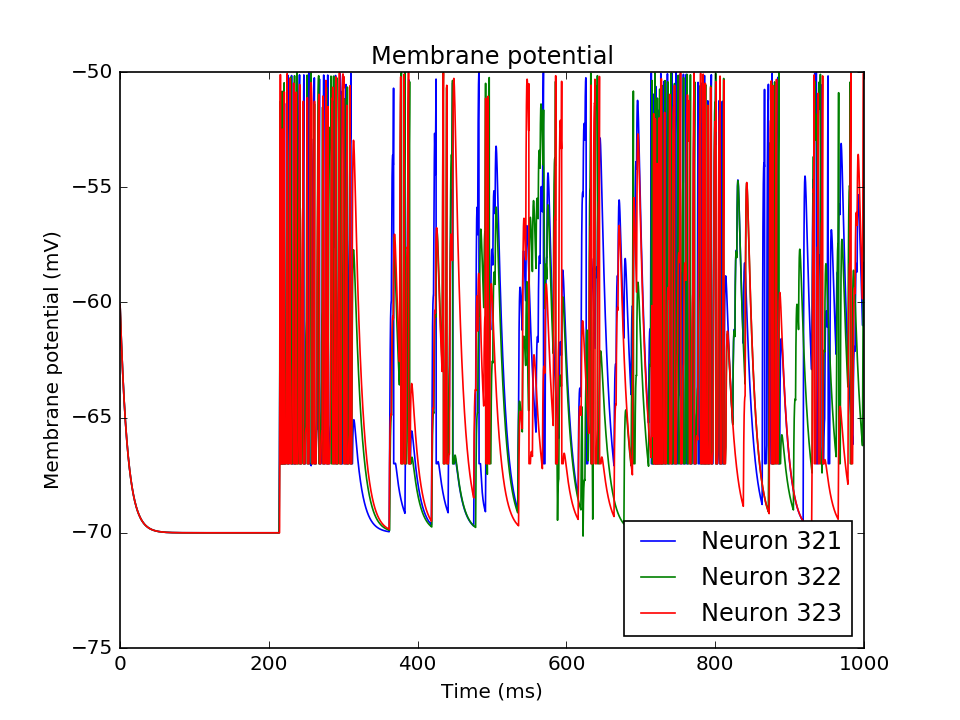 Membrane potential
−50
−55
−60
−65
−70
−75
Membrane potential (mV)
0
200
400
600
800
1000
Time (ms)
Neuron 321
Neuron 322
Neuron 323